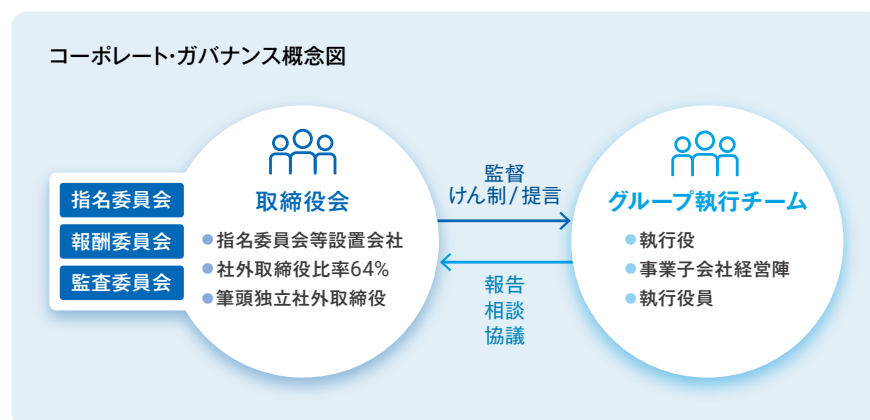 コーポレート・ガバナンス概念図
指名委員会
報酬委員会
監査委員会
取締役会
●指名委員会等設置会社
●社外取締役比率64%
●筆頭独立社外取締役
監督
けん制/提言
報告
相談
協議
グループ執行チーム
●執行役
●事業子会社経営陣
●執行役員